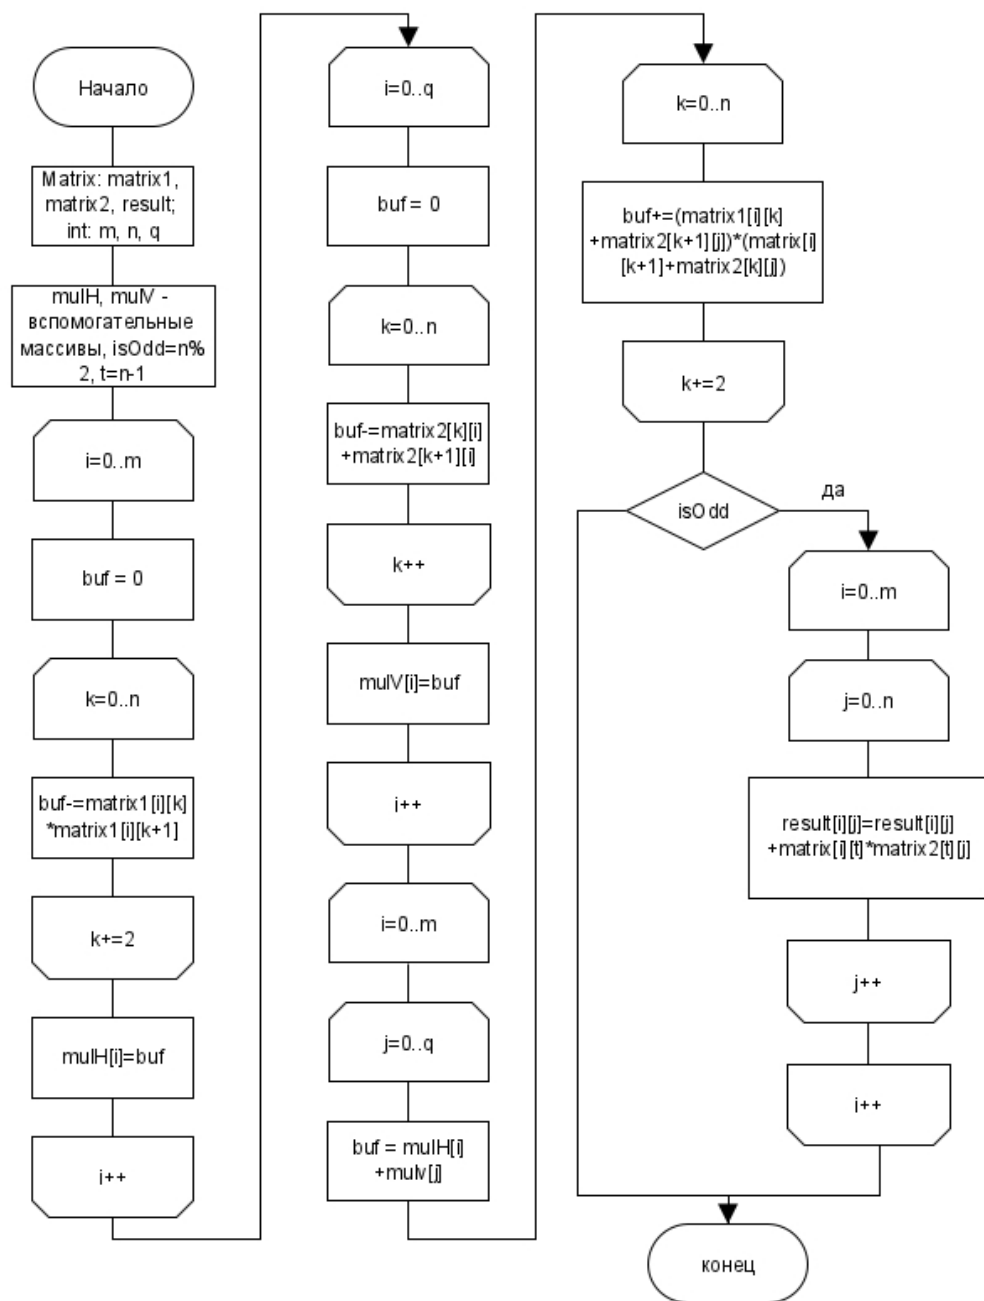 Начало
Matrix: matrix1,
matrix2, result;
int: m, n, q
mulH, mulV -
вспомогательные
массивы, isOdd=n%
2, t=n-1
i=0..m
buf = 0
k=0..n
buf-=matrix1[i][k]
*matrix1[i][k+1]
k+=2
mulH[i]=buf
i++
i=0..q
buf = 0
k=0..n
buf-=matrix2[k][i]
+matrix2[k+1][i]
k++
mulV[i]=buf
i++
i=0..m
j=0..q
buf = mulH[i]
+mulv[j]
k=0..n
buf+=(matrix1[i][k]
+matrix2[k+1][j])*(matrix[i]
[k+1]+matrix2[k][j])
k+=2
isOdd
да
i=0..m
j=0..n
result[i][j]=result[i][j]
+matrix[i][t]*matrix2[t][j]
j++
i++
конец